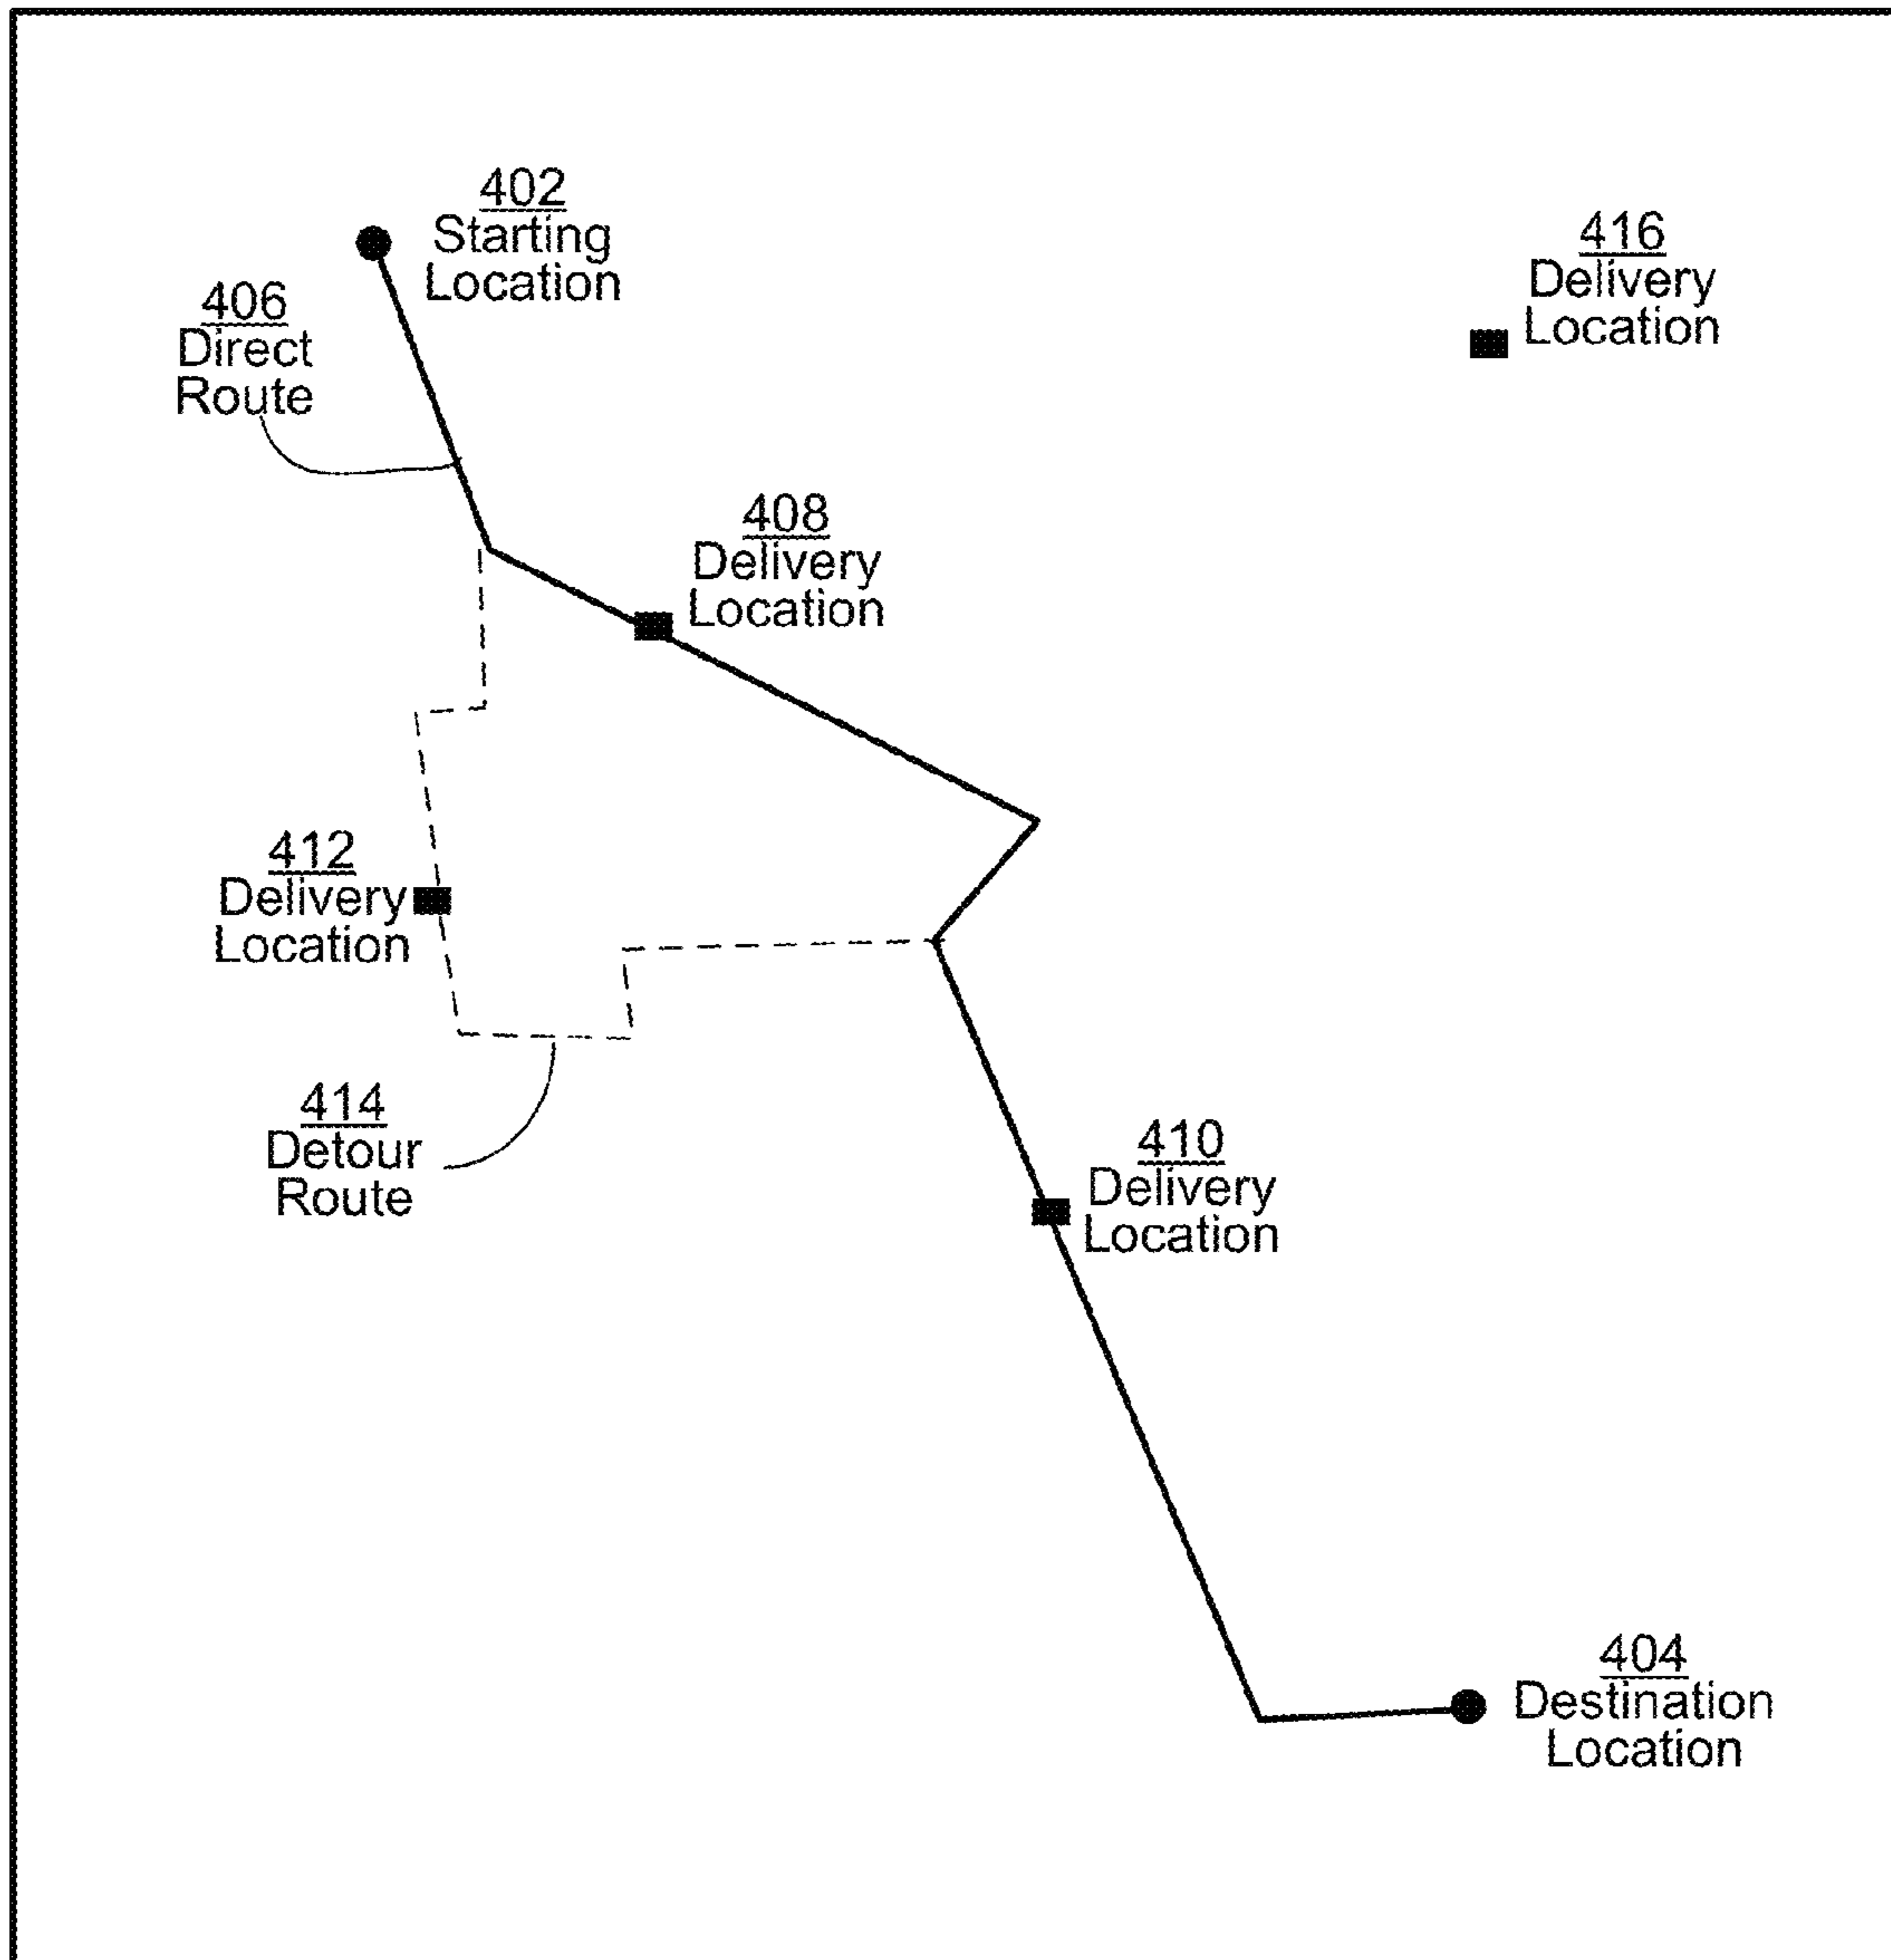 402
Starting
Location
416
Delivery
Location
406
Direct
Route
408
Delivery
Location
412
Delivery
Location
414
Detour
Route
410
Delivery
Location
404
Destination
Location